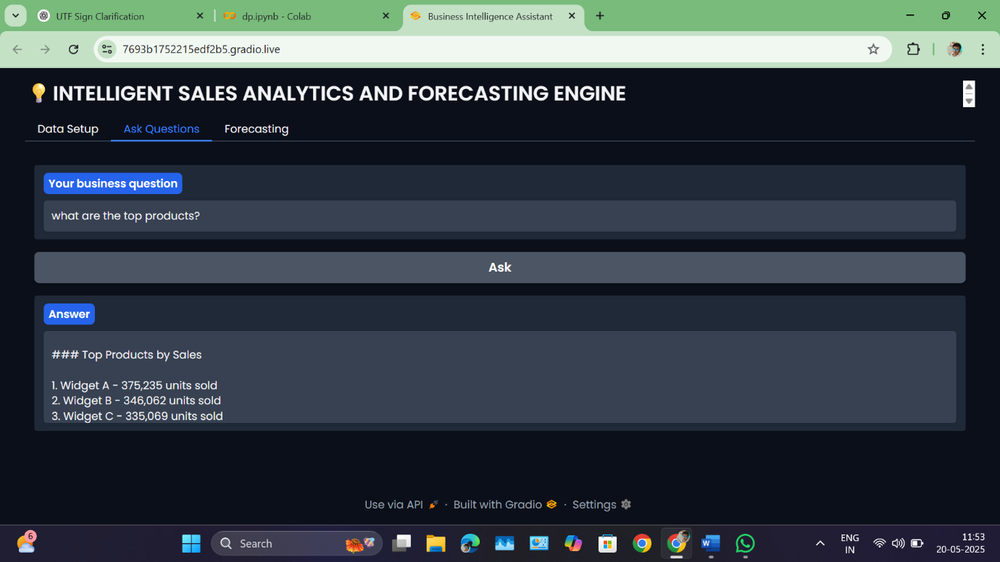 UTF Sign Clarification
dp.ipynb - Colab
Business Intelligence Assistant
7693b1752215edf2b5.gradio.live
💡 INTELLIGENT SALES ANALYTICS AND FORECASTING ENGINE
Data Setup Ask Questions Forecasting
Your business question
what are the top products?
Ask
Answer
### Top Products by Sales
1. Widget A - 375,235 units sold
2. Widget B - 346,062 units sold
3. Widget C - 335,069 units sold
Use via API 🚀 · Built with Gradio · Settings ⚙️
6
Search
ENG
IN
11:53
20-05-2025